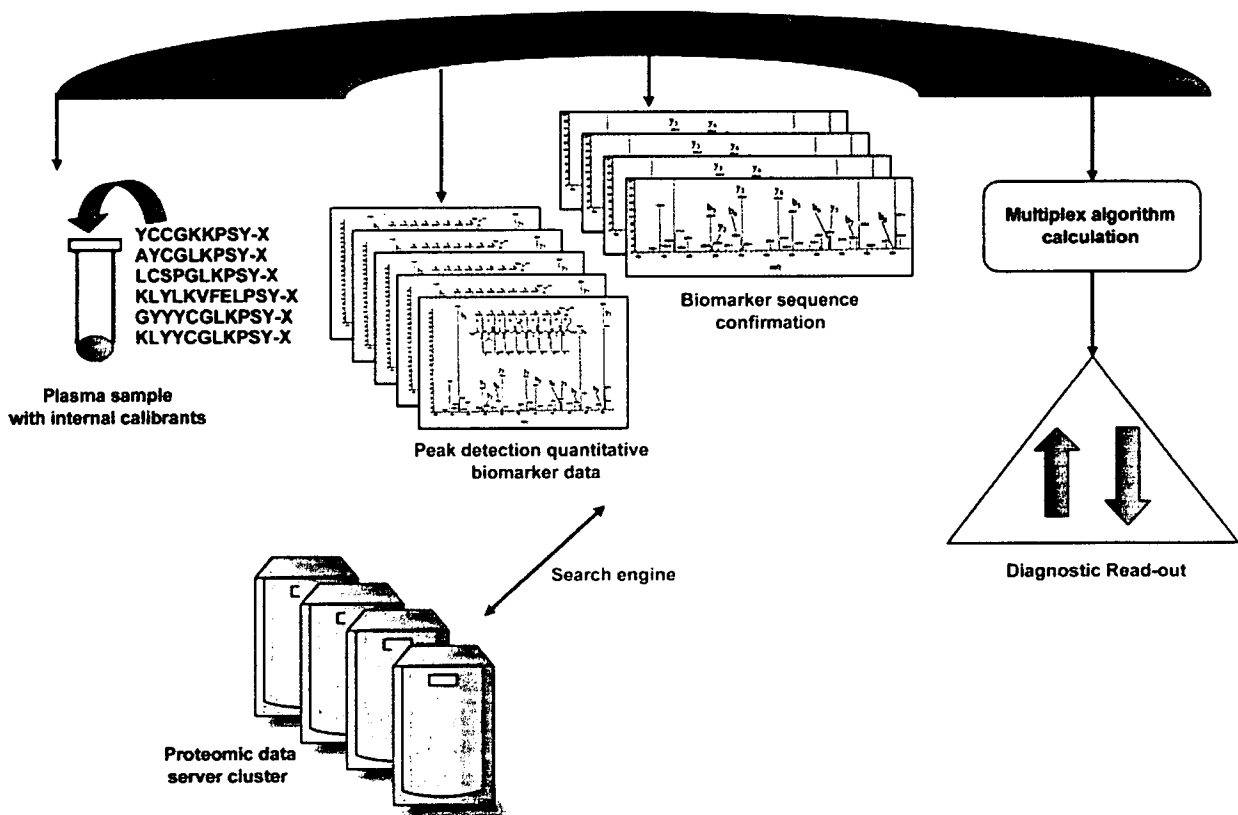 YCCGKKPSY-X
AYCGLKPSY-X
LCSPGLKPSY-X
KLYLKVFELPSY-X
GYYYCGLKPSY-X
KLYYCGLKPSY-X
Plasma sample
with internal calibrants
Peak detection quantitative
biomarker data
Biomarker sequence
confirmation
Multiplex algorithm
calculation
Diagnostic Read-out
Search engine
Proteomic data
server cluster